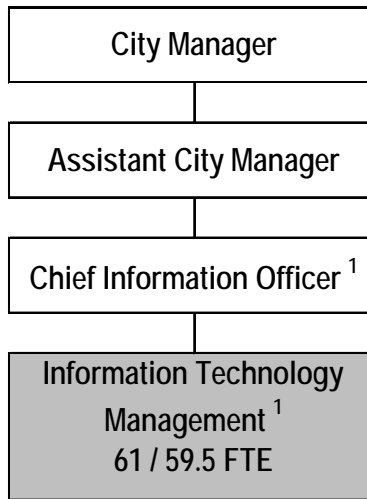 City Manager
Assistant City Manager
Chief Information Officer 1
Information Technology
Management 1
61 / 59.5 FTE